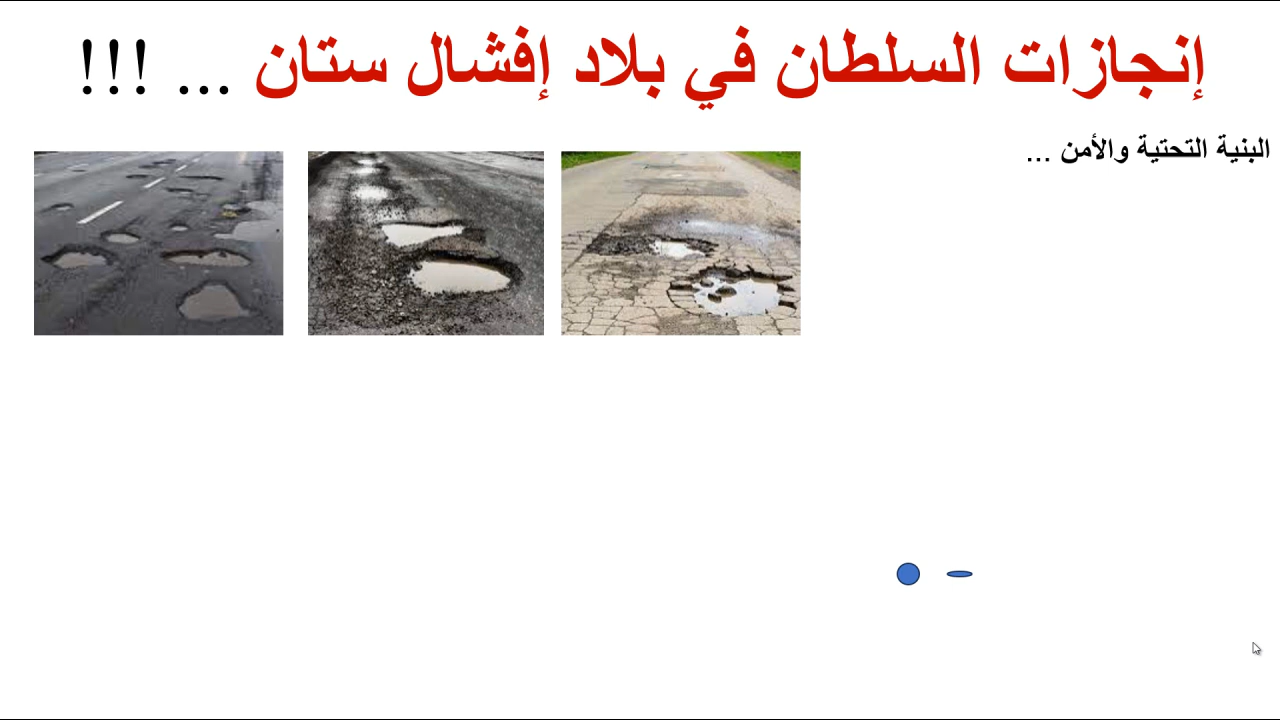 إنجازات السلطان في بلاد إفشال ستان ... !!!
البنية التحتية والأمن ...